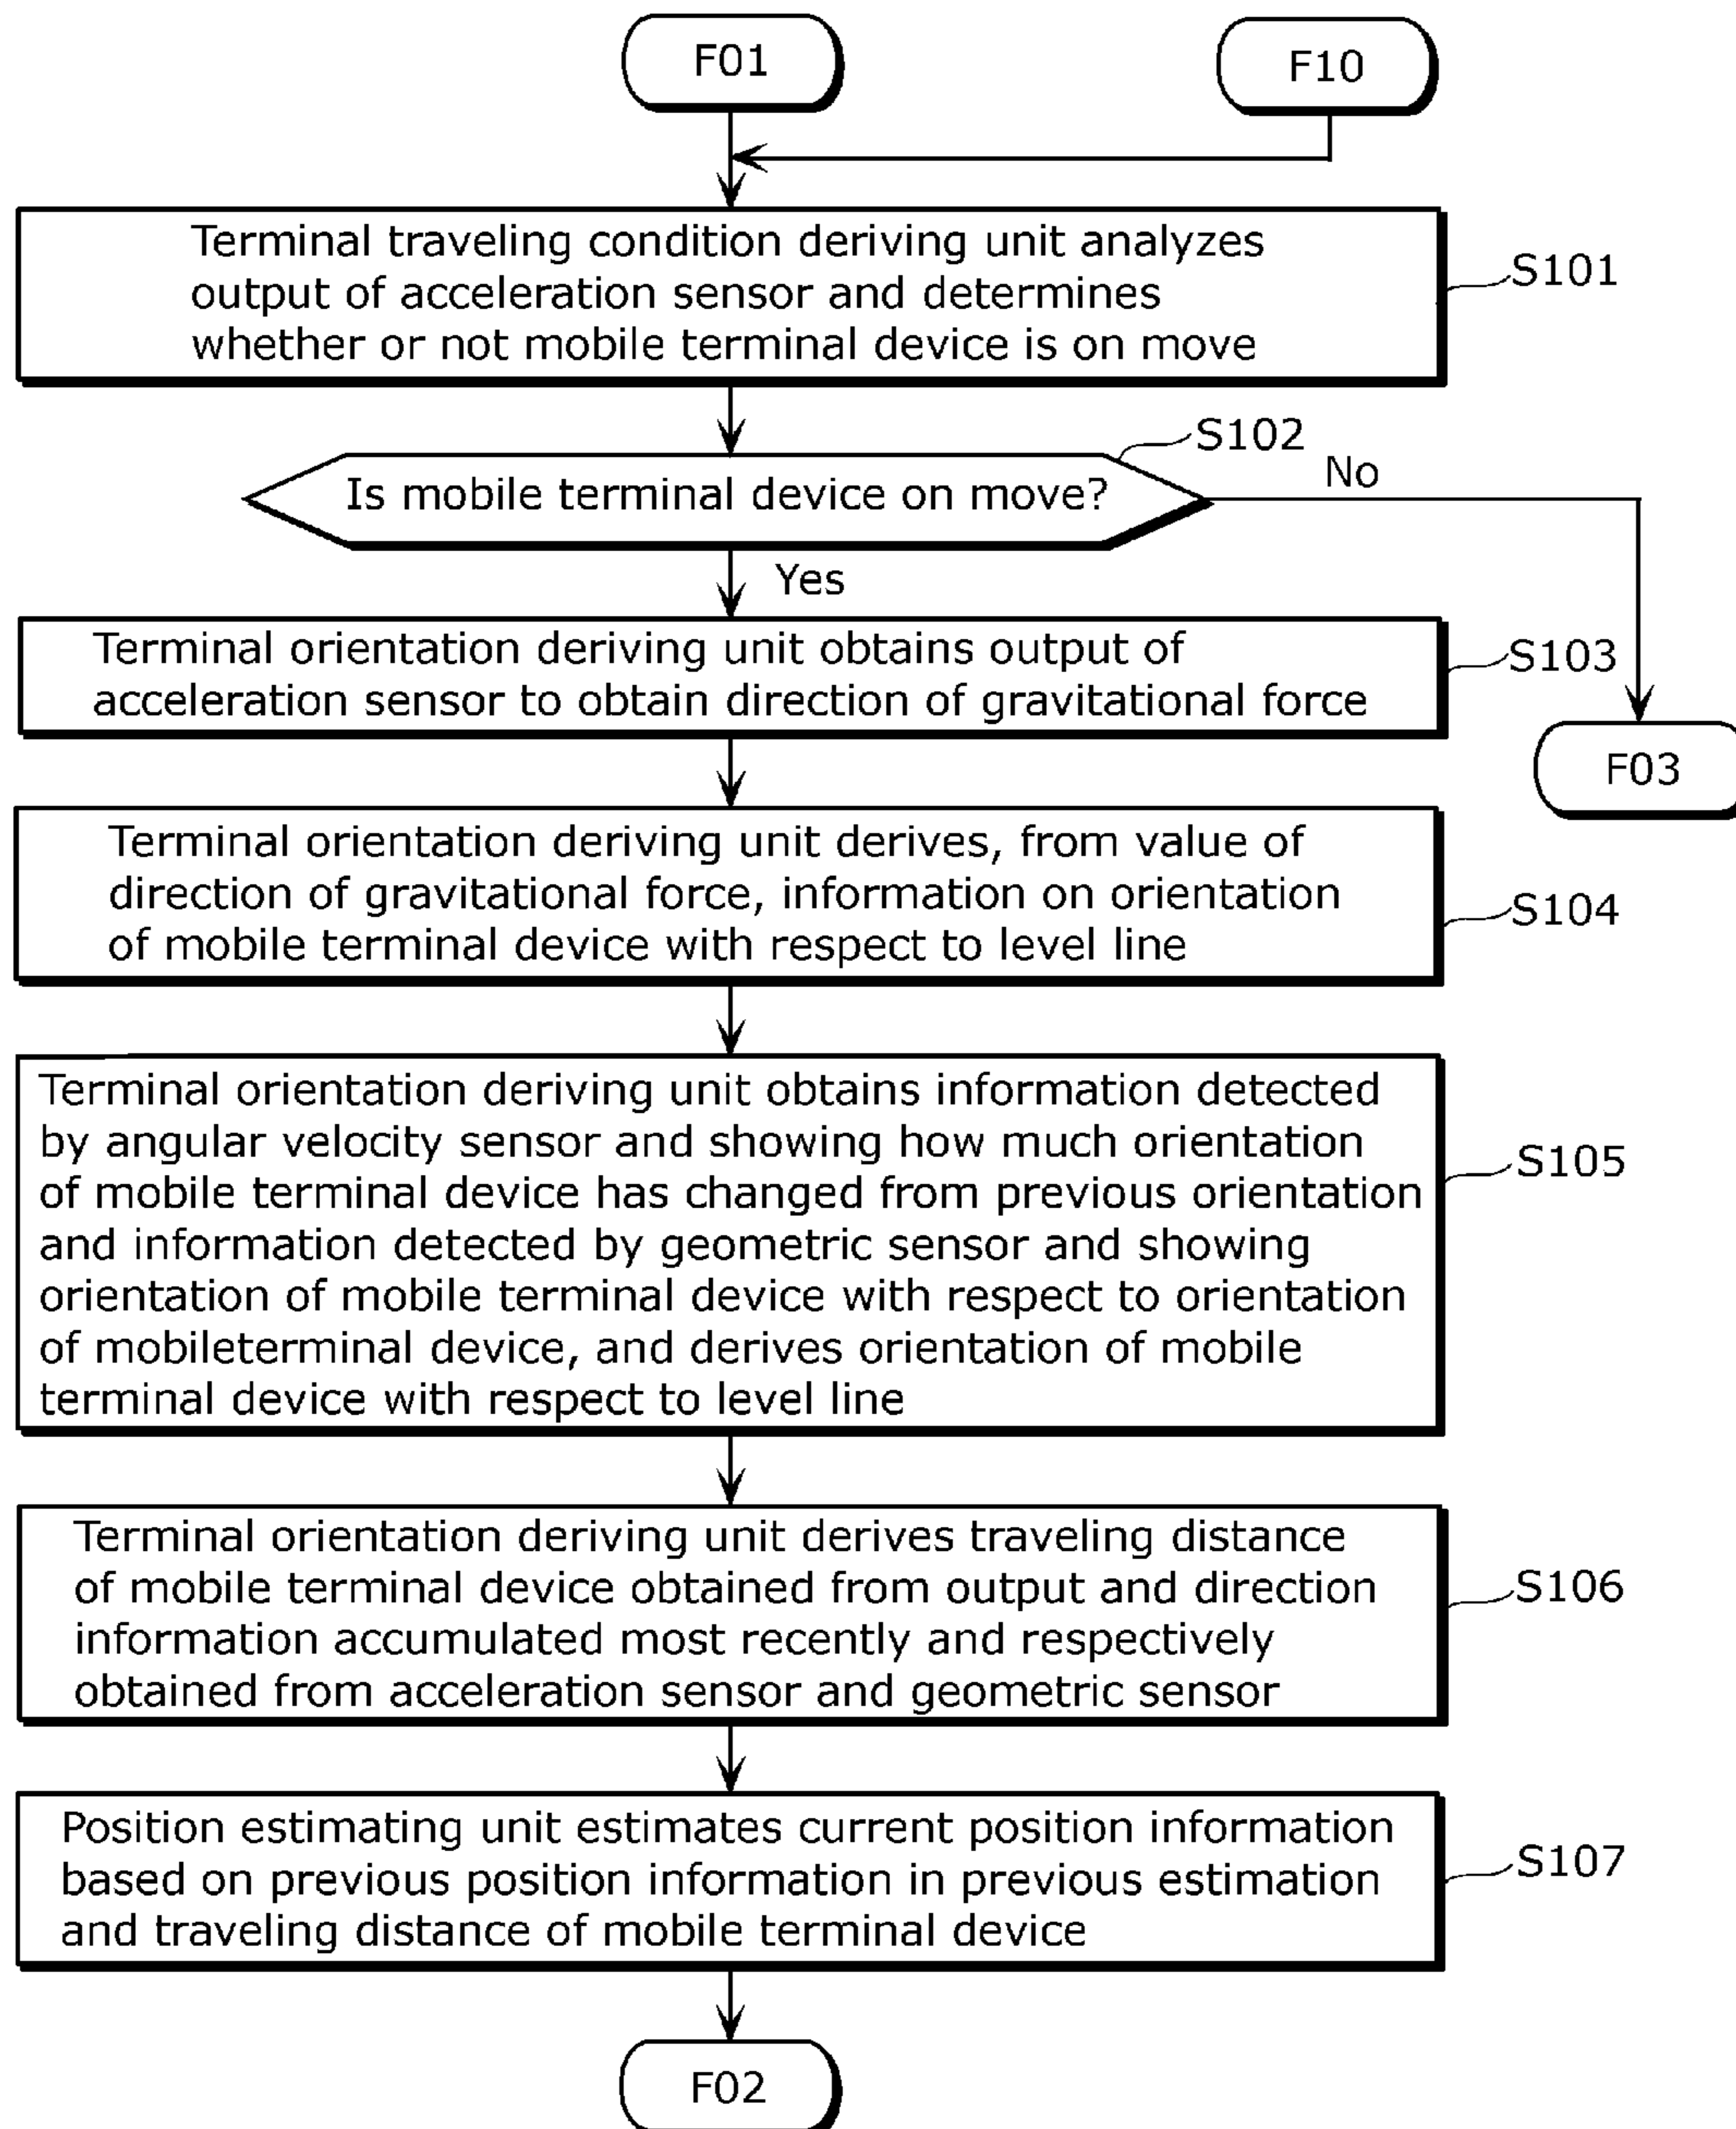 F01
F10
Terminal traveling condition deriving unit analyzes
output of acceleration sensor and determines
whether or not mobile terminal device is on move
S101
S102
Is mobile terminal device on move?
No
Yes
Terminal orientation deriving unit obtains output of
acceleration sensor to obtain direction of gravitational force
S103
F03
Terminal orientation deriving unit derives, from value of
direction of gravitational force, information on orientation
of mobile terminal device with respect to level line
S104
Terminal orientation deriving unit obtains information detected
by angular velocity sensor and showing how much orientation
of mobile terminal device has changed from previous orientation
and information detected by geometric sensor and showing
orientation of mobile terminal device with respect to orientation
of mobileterminal device, and derives orientation of mobile
terminal device with respect to level line
S105
Terminal orientation deriving unit derives traveling distance
of mobile terminal device obtained from output and direction
information accumulated most recently and respectively
obtained from acceleration sensor and geometric sensor
S106
Position estimating unit estimates current position information
based on previous position information in previous estimation
and traveling distance of mobile terminal device
S107
F02